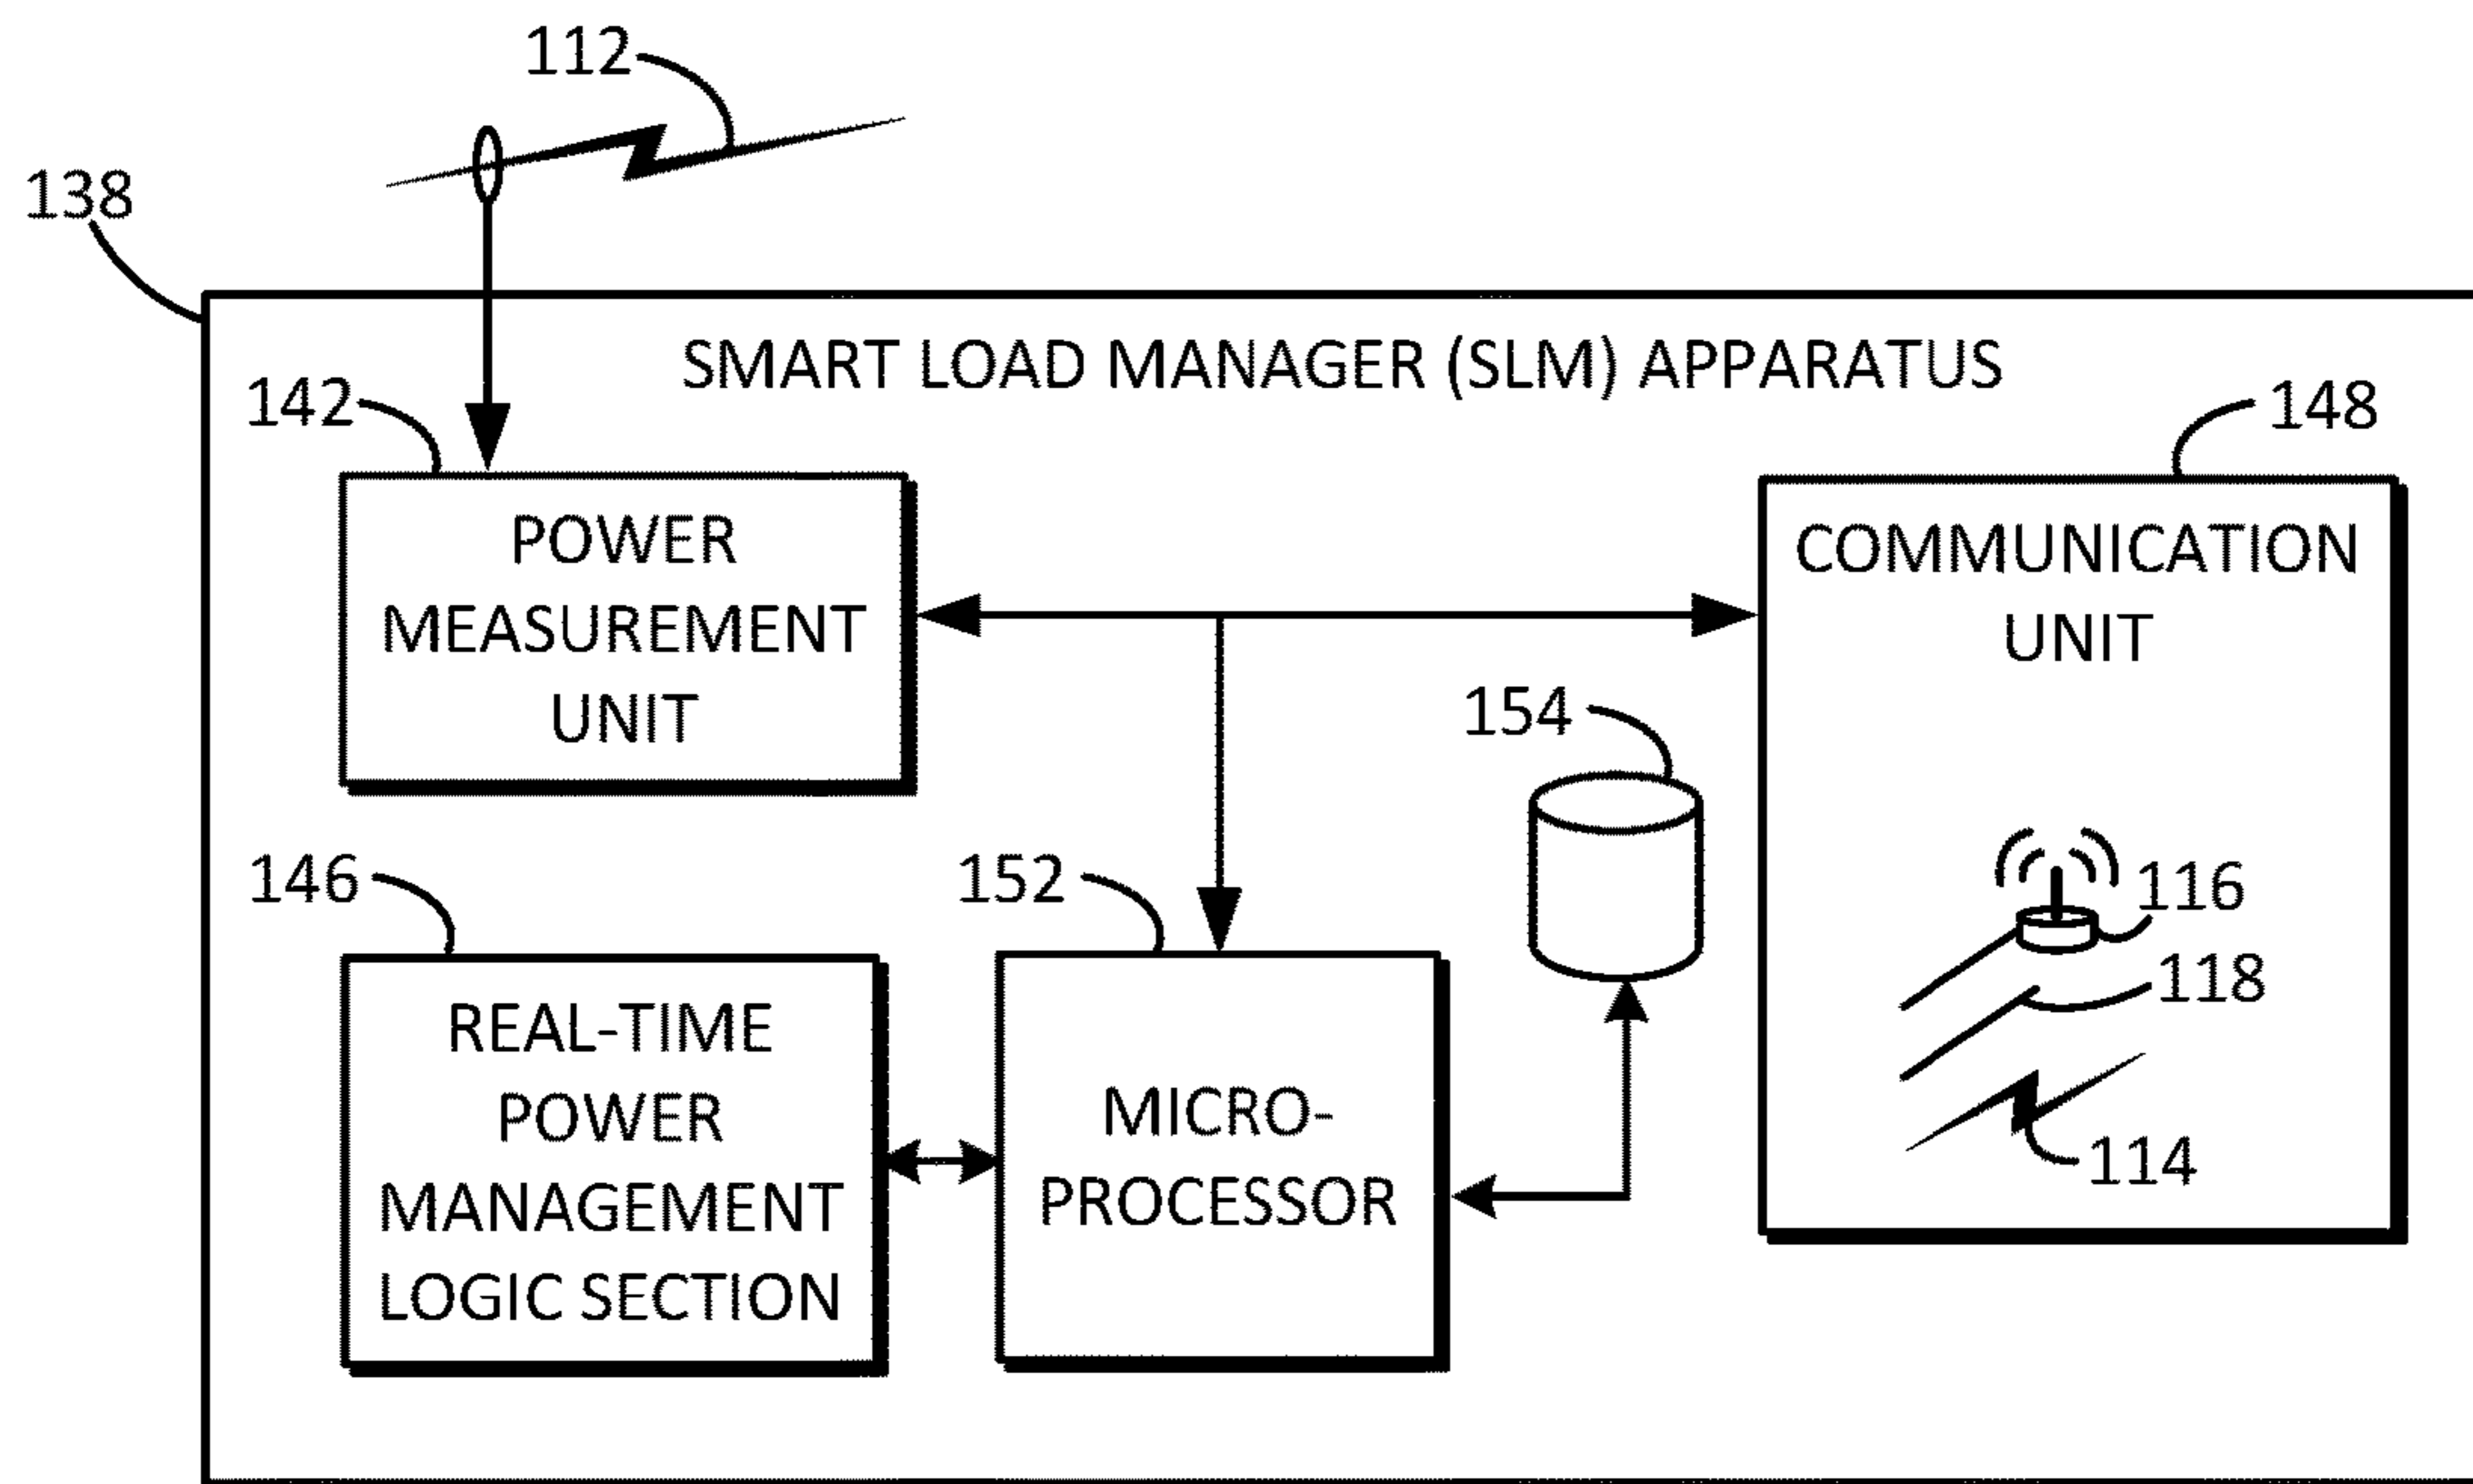 112
138
SMART LOAD MANAGER (SLM) APPARATUS
142
148
POWER
MEASUREMENT
UNIT
COMMUNICATION
UNIT
154
146
152
116
118
REAL-TIME
POWER
MANAGEMENT
LOGIC SECTION
MICRO-
PROCESSOR
114